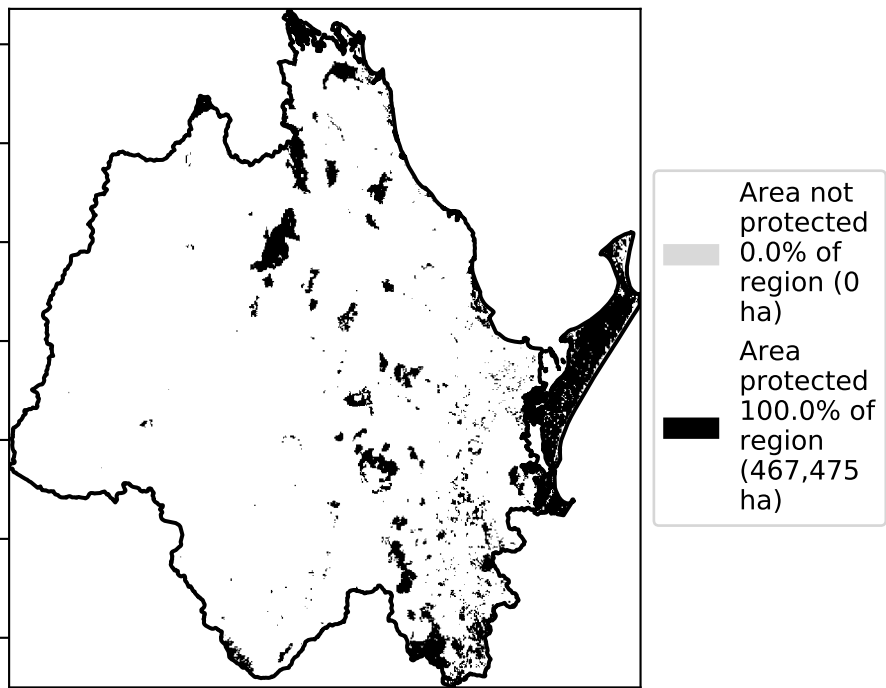 Area not
protected
0.0% of
region (0
ha)
Area
protected
100.0% of
region
(467,475
ha)